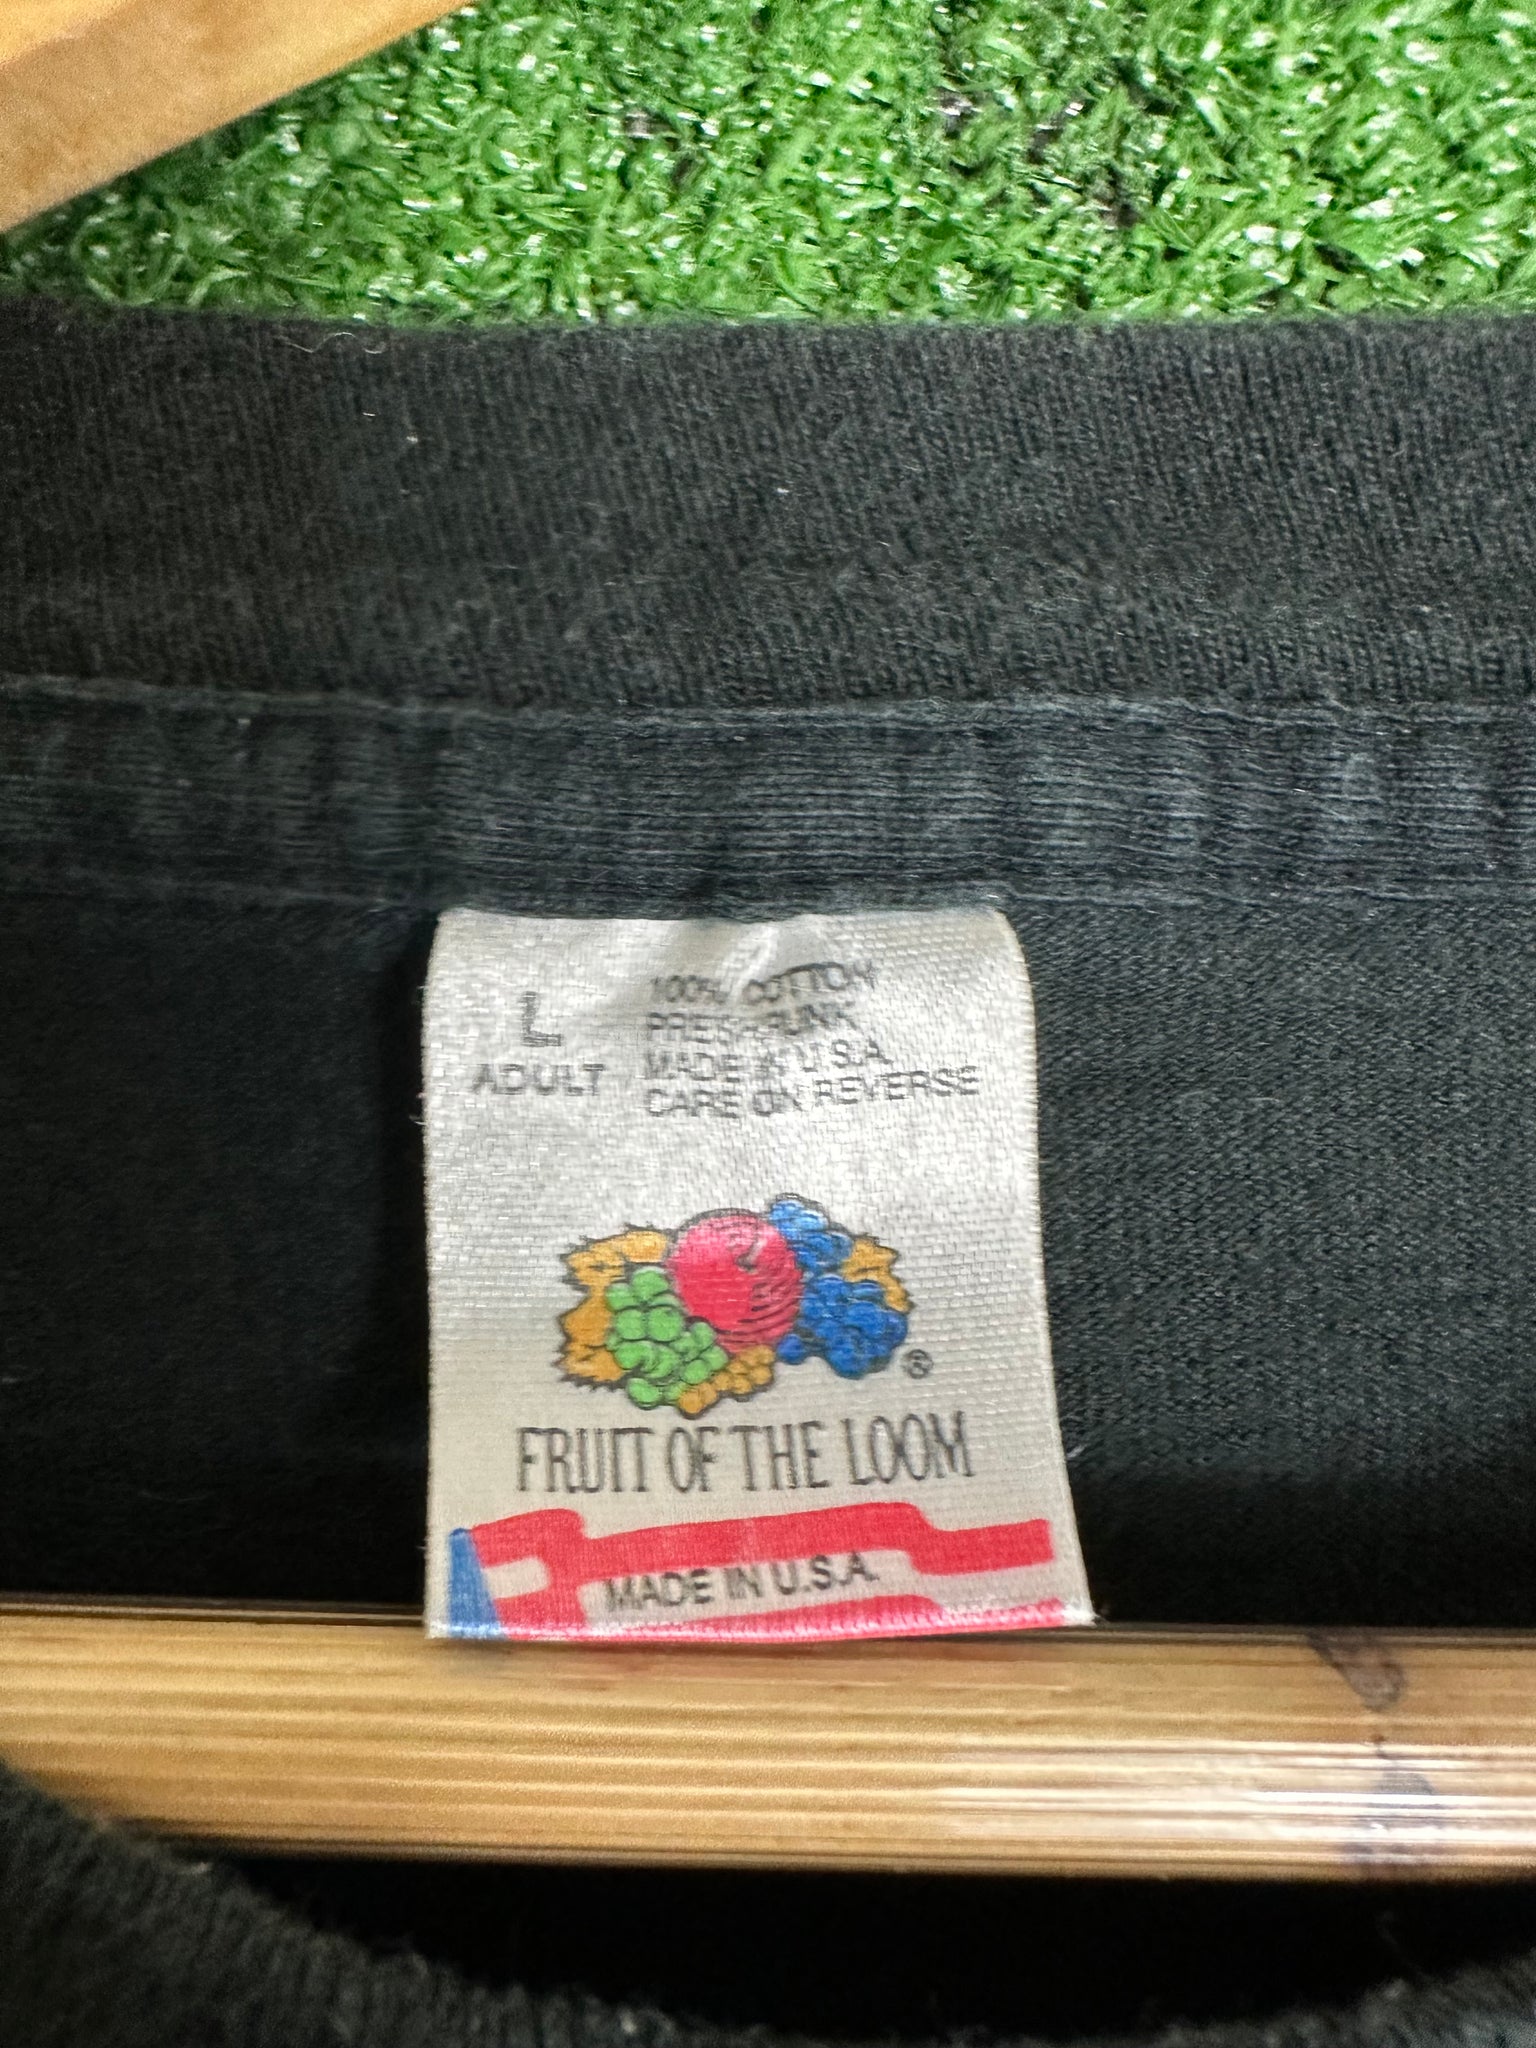 L
ADULT
100% COTTON
PRESHRUNK
MADE IN U.S.A.
CARE ON REVERSE
®
FRUIT OF THE LOOM
MADE IN U.S.A.